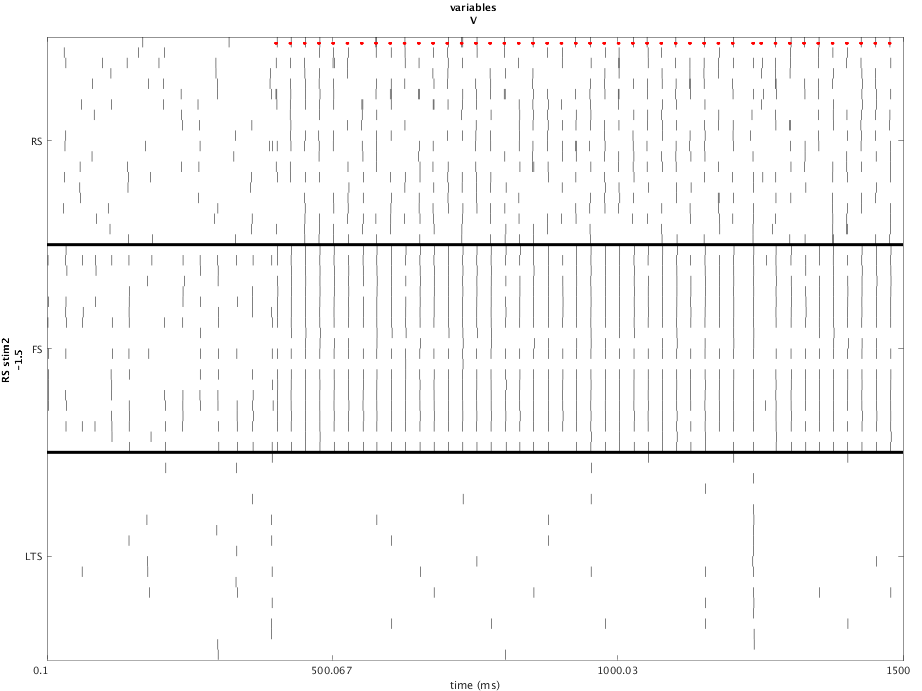 variables
V
RS
FS
LTS
RS stim2
-1.5
0.1
500.067
1000.03
1500
time (ms)